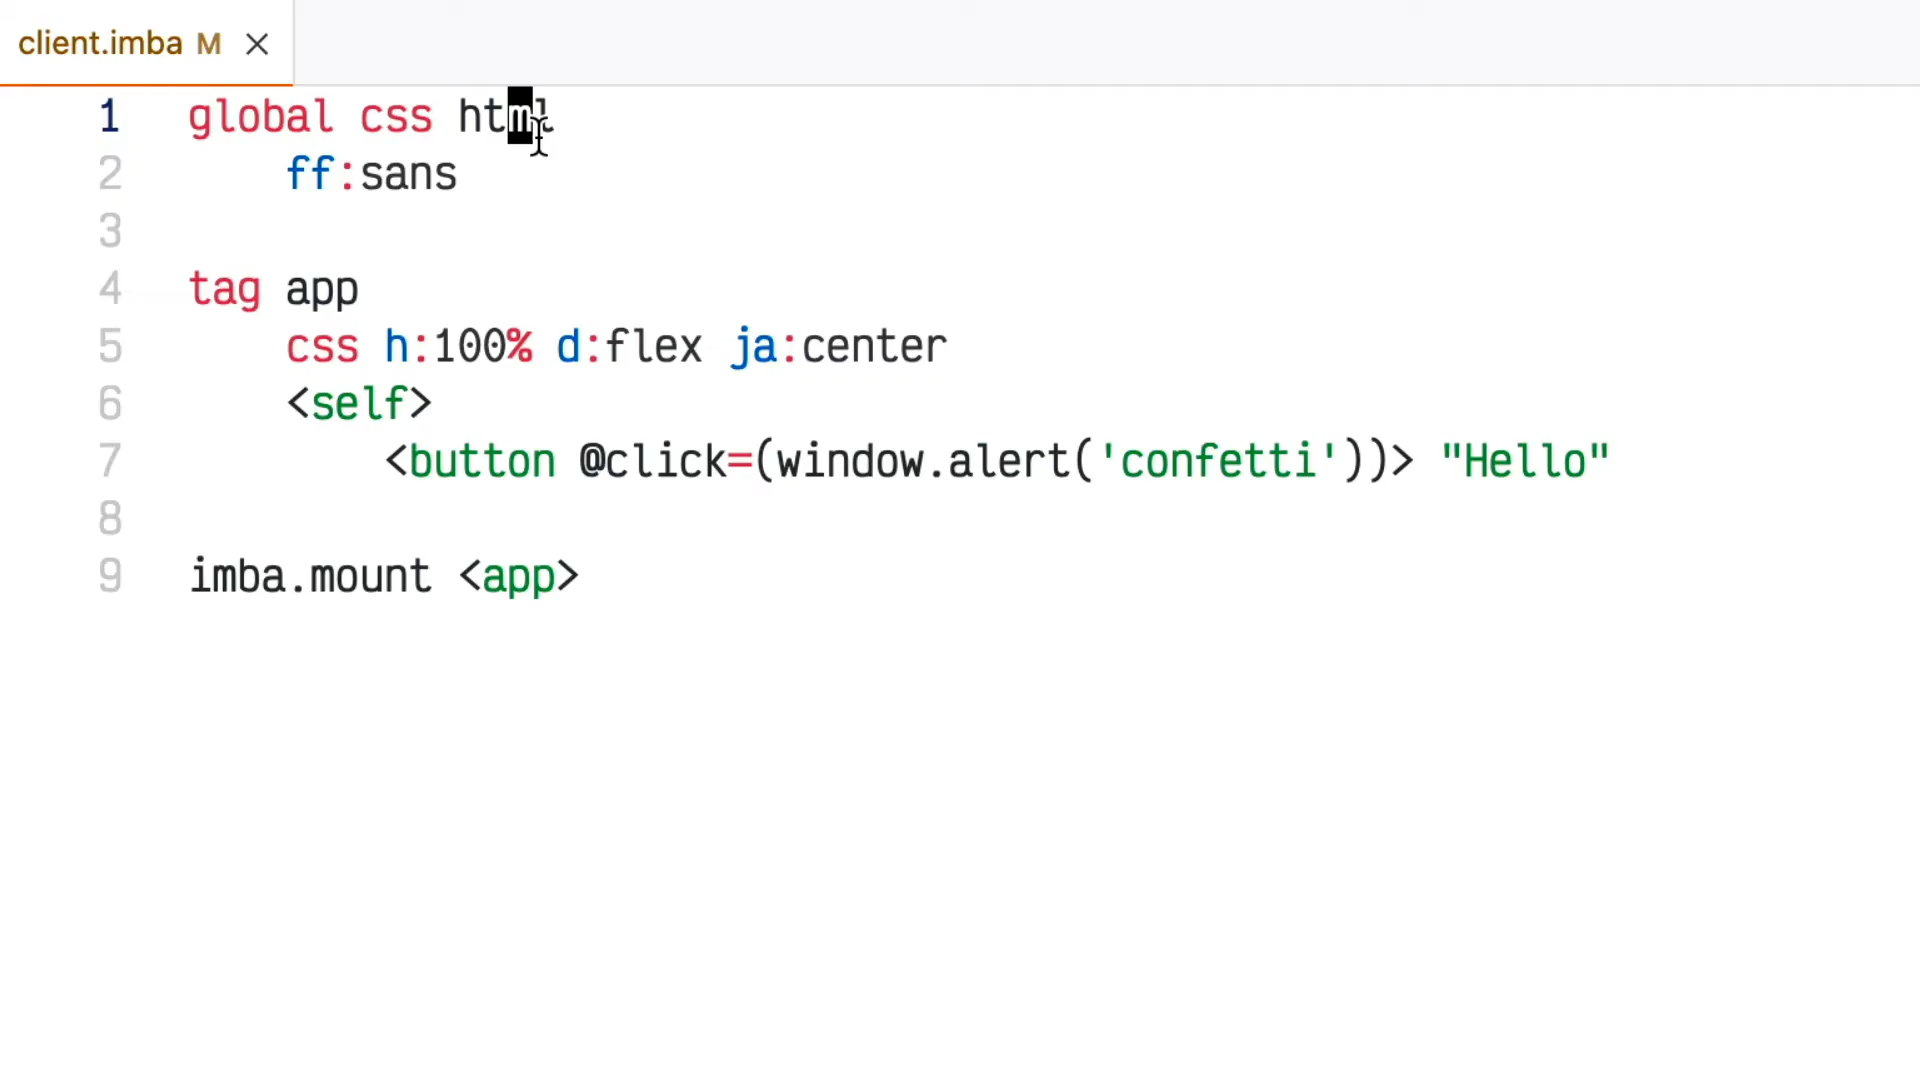 client.imba M
1 global css html
2 ff:sans
3
4 tag app
5 css h:100% d:flex ja:center
6 <self>
7 <button @click=(window.alert('confetti'))> "Hello"
8
9 imba.mount <app>